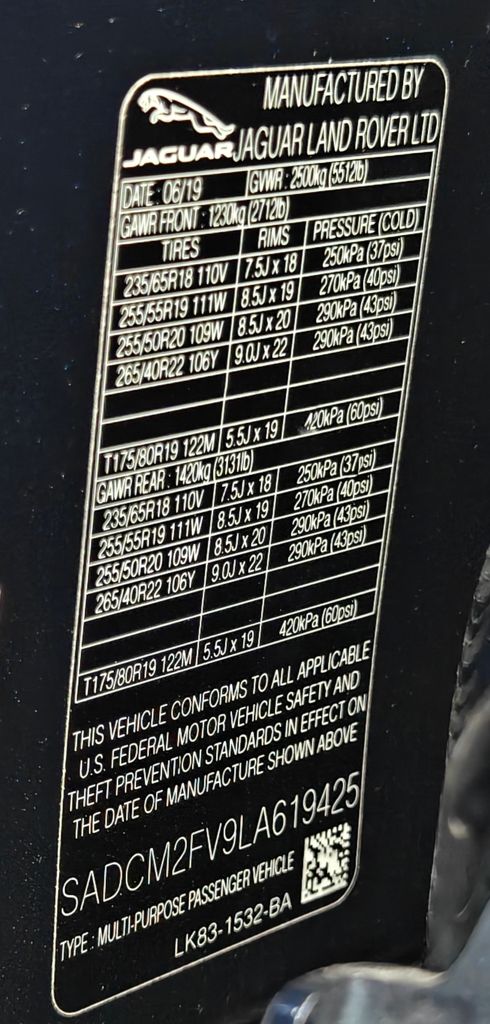 MANUFACTURED BY
JAGUAR JAGUAR LAND ROVER LTD
DATE : 06/19 GVWR : 2500kg (5512lb)
GAWR FRONT : 1230kg (2712lb)
TIRES RIMS PRESSURE (COLD)
235/65R18 110V 7.5J x 18 250kPa (37psi)
255/55R19 111W 8.5J x 19 270kPa (40psi)
255/50R20 109W 8.5J x 20 290kPa (43psi)
265/40R22 106Y 9.0J x 22 290kPa (43psi)
T175/80R19 122M 5.5J x 19 420kPa (60psi)
GAWR REAR : 1420kg (3131lb)
235/65R18 110V 7.5J x 18 250kPa (37psi)
255/55R19 111W 8.5J x 19 270kPa (40psi)
255/50R20 109W 8.5J x 20 290kPa (43psi)
265/40R22 106Y 9.0J x 22 290kPa (43psi)
T175/80R19 122M 5.5J x 19 420kPa (60psi)
THIS VEHICLE CONFORMS TO ALL APPLICABLE
U.S. FEDERAL MOTOR VEHICLE SAFETY AND
THEFT PREVENTION STANDARDS IN EFFECT ON
THE DATE OF MANUFACTURE SHOWN ABOVE
SADCM2FV9LA619425
TYPE : MULTI-PURPOSE PASSENGER VEHICLE
LK83-1532-BA